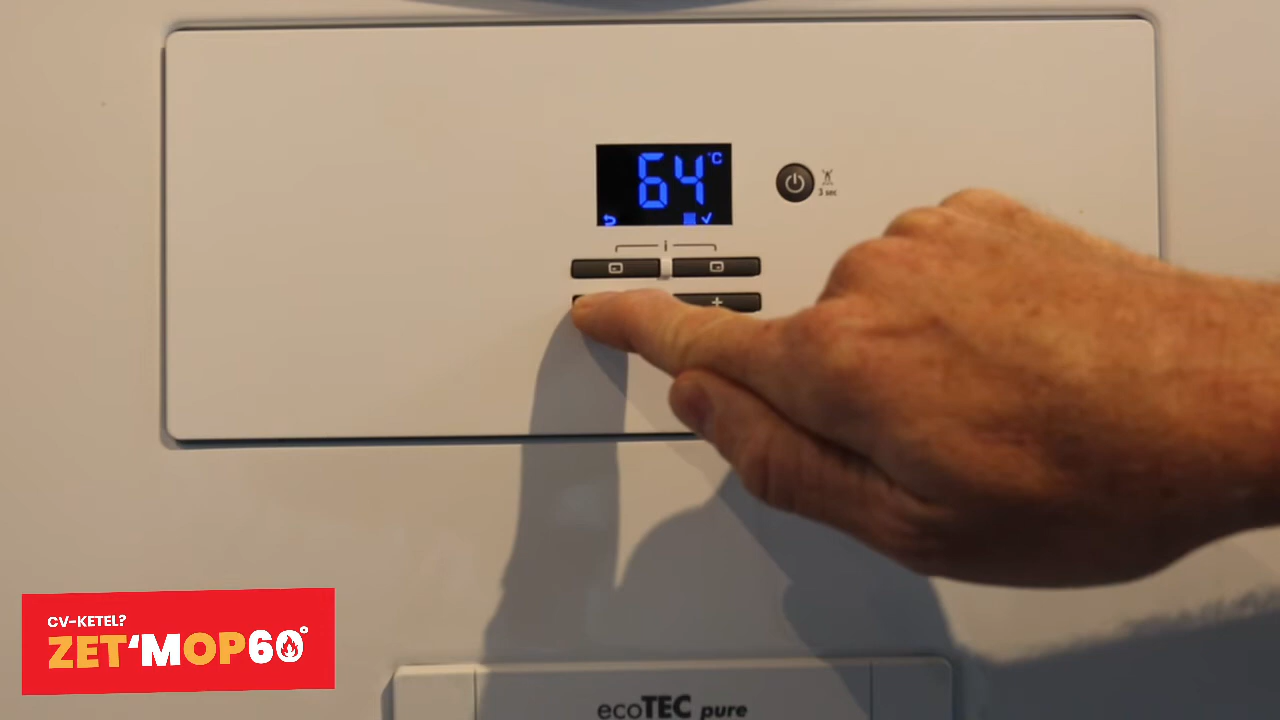 64 °C
3 sec
i
+
CV-KETEL?
ZET'MOP60°
ecoTEC pure